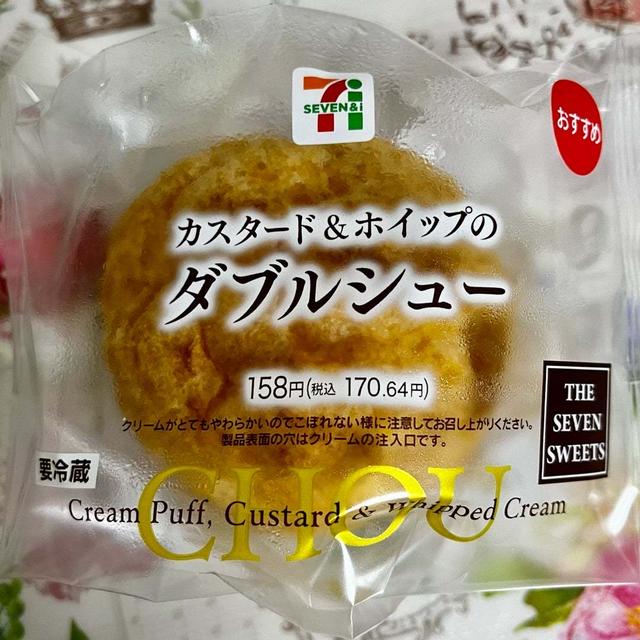 SEVEN&i
おすすめ
カスタード&ホイップの
ダブルシュー
158円(税込 170.64円)
クリームがとてもやわらかいのでこぼれない様に注意してお召し上がりください。
製品表面の穴はクリームの注入口です。
THE
SEVEN
SWEETS
要冷蔵
CHOU
Cream Puff, Custard & Whipped Cream